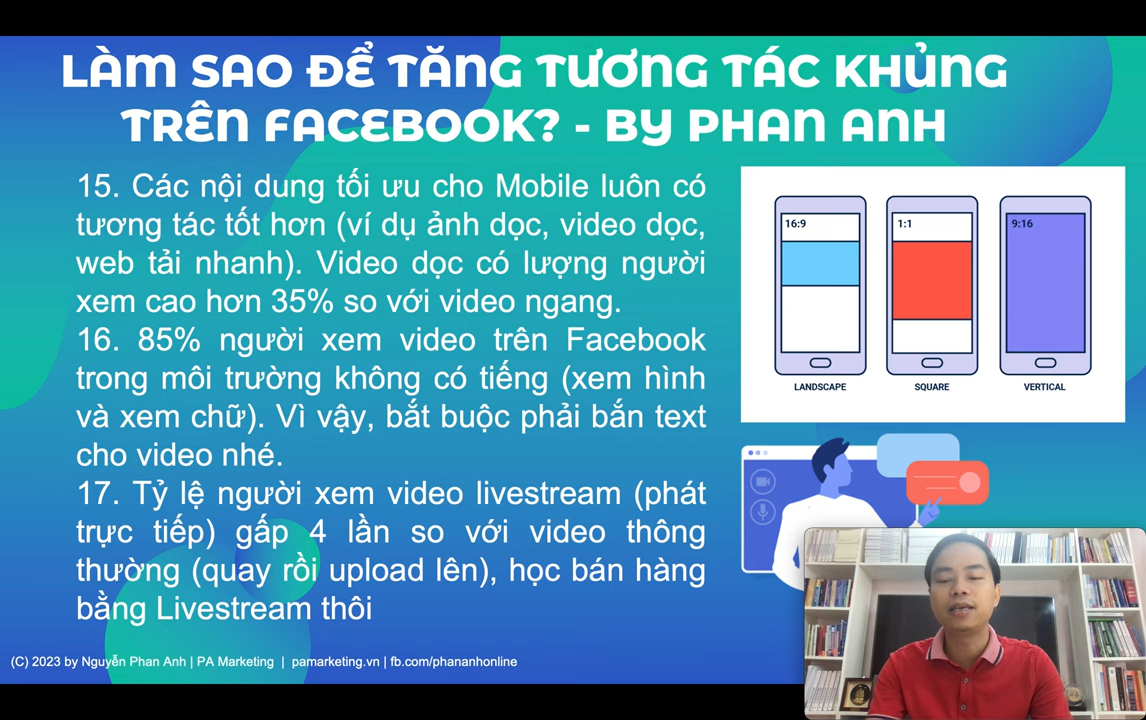 LÀM SAO ĐỂ TĂNG TƯƠNG TÁC KHỦNG
TRÊN FACEBOOK? - BY PHAN ANH
15. Các nội dung tối ưu cho Mobile luôn có
tương tác tốt hơn (ví dụ ảnh dọc, video dọc,
web tải nhanh). Video dọc có lượng người
xem cao hơn 35% so với video ngang.
16. 85% người xem video trên Facebook
trong môi trường không có tiếng (xem hình
và xem chữ). Vì vậy, bắt buộc phải bắn text
cho video nhé.
17. Tỷ lệ người xem video livestream (phát
trực tiếp) gấp 4 lần so với video thông
thường (quay rồi upload lên), học bán hàng
bằng Livestream thôi
16:9
1:1
9:16
LANDSCAPE
SQUARE
VERTICAL
(C) 2023 by Nguyễn Phan Anh | PA Marketing | pamarketing.vn | fb.com/phananhonline